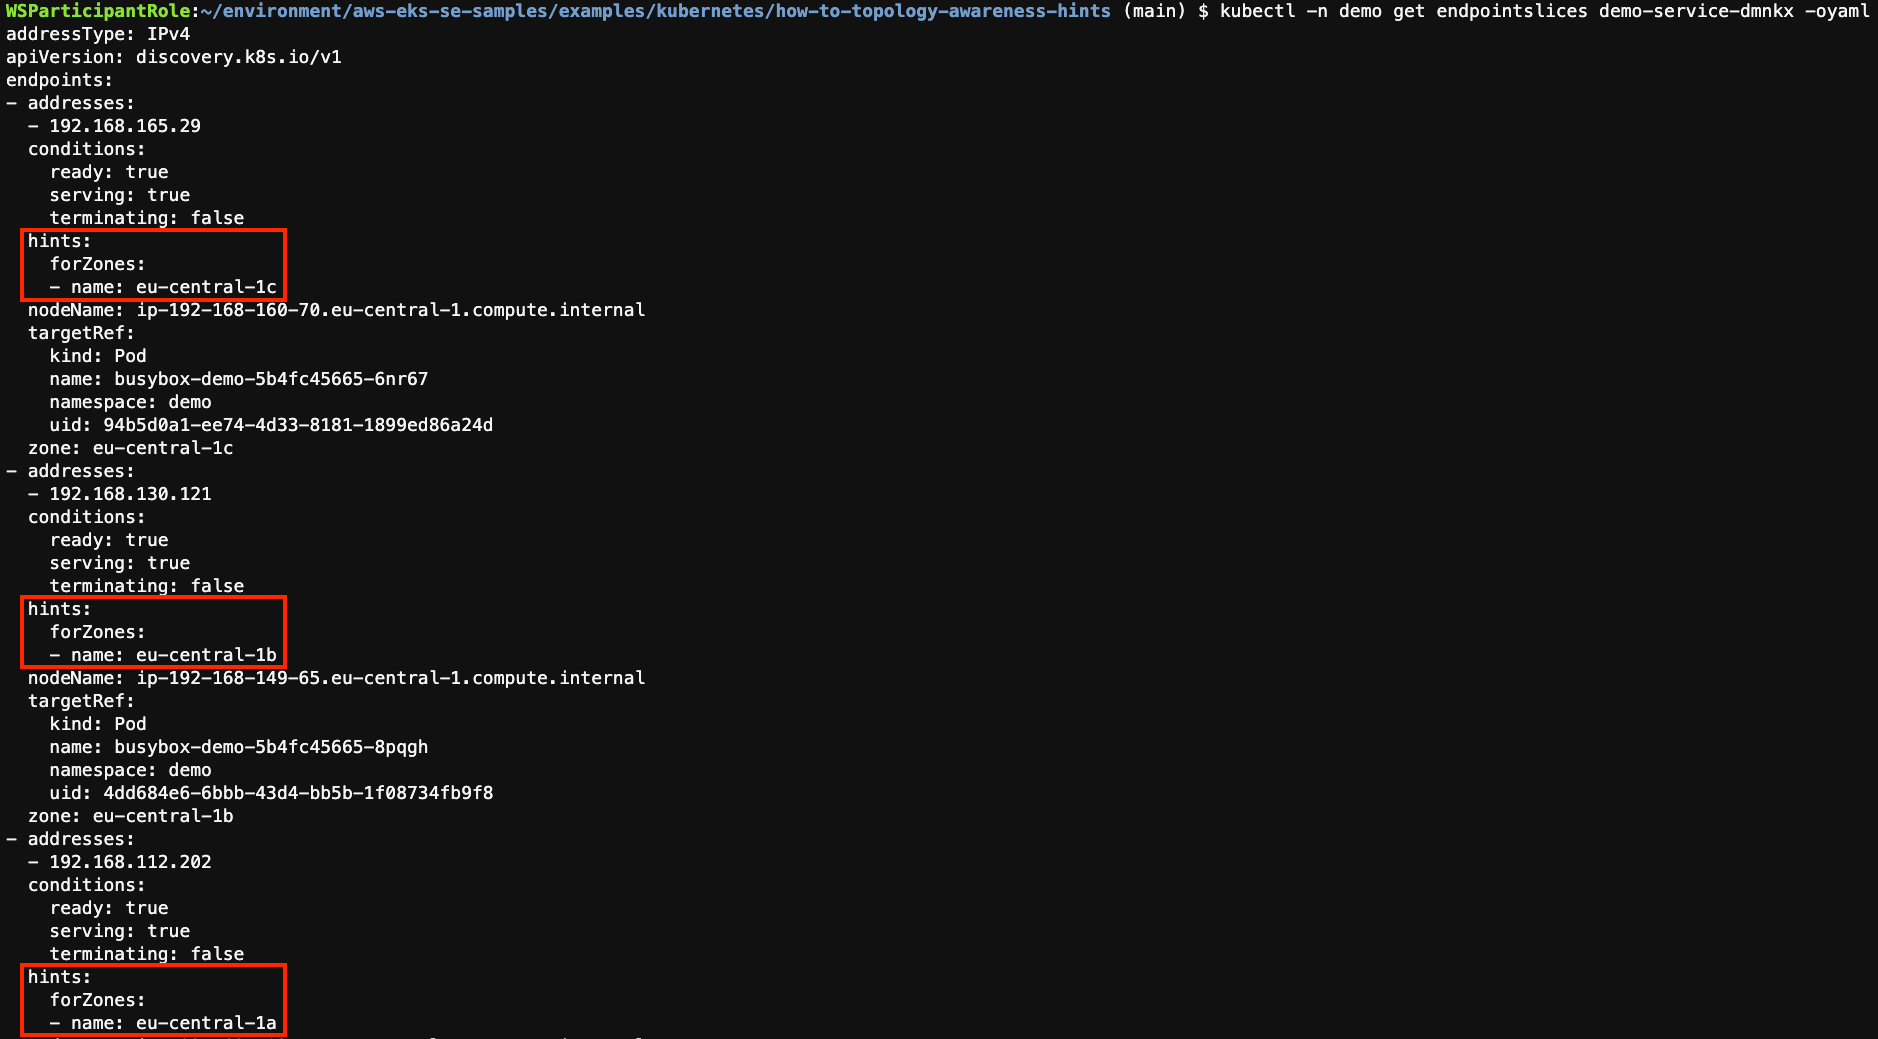 WSParticipantRole:~/environment/aws-eks-se-samples/examples/kubernetes/how-to-topology-awareness-hints (main) $ kubectl -n demo get endpointslices demo-service-dmnkx -oyaml
addressType: IPv4
apiVersion: discovery.k8s.io/v1
endpoints:
- addresses:
  - 192.168.165.29
  conditions:
    ready: true
    serving: true
    terminating: false
  hints:
    forZones:
    - name: eu-central-1c
  nodeName: ip-192-168-160-70.eu-central-1.compute.internal
  targetRef:
    kind: Pod
    name: busybox-demo-5b4fc45665-6nr67
    namespace: demo
    uid: 94b5d0a1-ee74-4d33-8181-1899ed86a24d
  zone: eu-central-1c
- addresses:
  - 192.168.130.121
  conditions:
    ready: true
    serving: true
    terminating: false
  hints:
    forZones:
    - name: eu-central-1b
  nodeName: ip-192-168-149-65.eu-central-1.compute.internal
  targetRef:
    kind: Pod
    name: busybox-demo-5b4fc45665-8pqgh
    namespace: demo
    uid: 4dd684e6-6bbb-43d4-bb5b-1f08734fb9f8
  zone: eu-central-1b
- addresses:
  - 192.168.112.202
  conditions:
    ready: true
    serving: true
    terminating: false
  hints:
    forZones:
    - name: eu-central-1a